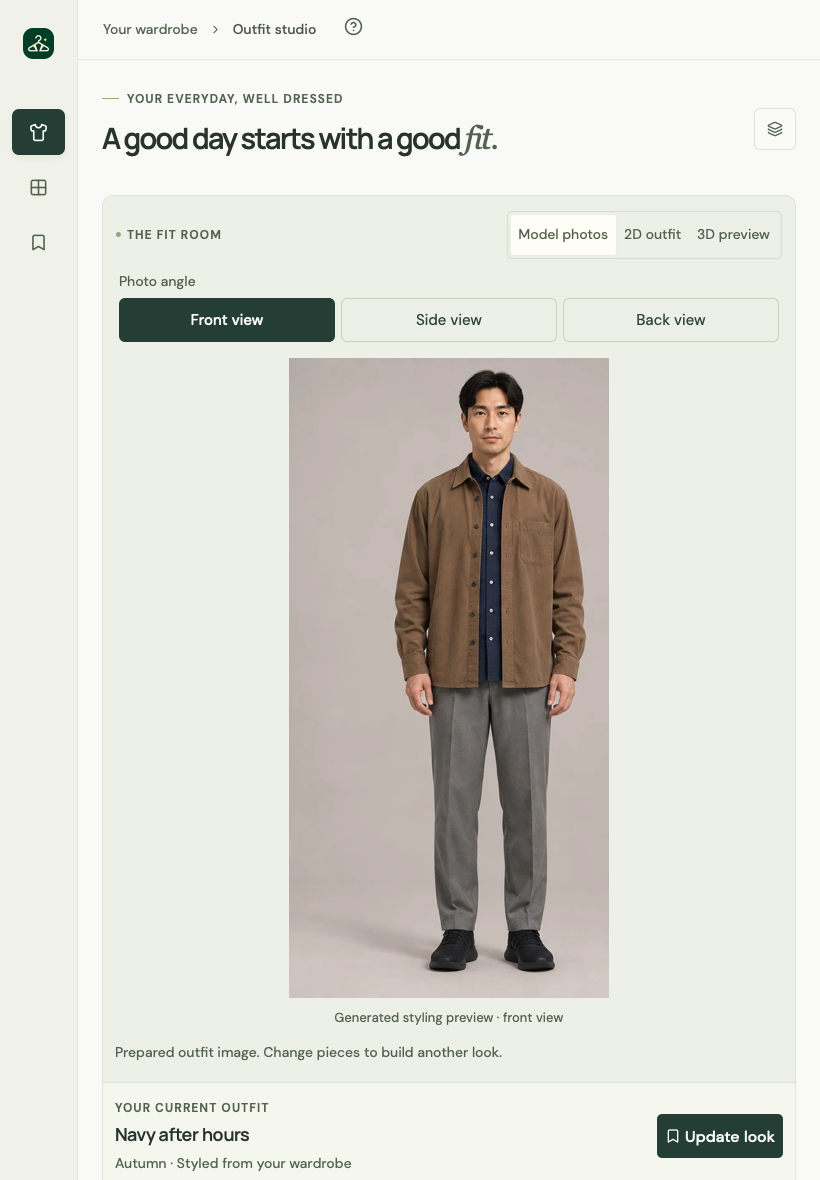 Your wardrobe > Outfit studio
YOUR EVERYDAY, WELL DRESSED
A good day starts with a good fit.
THE FIT ROOM
Model photos 2D outfit 3D preview
Photo angle
Front view Side view Back view
Generated styling preview · front view
Prepared outfit image. Change pieces to build another look.
YOUR CURRENT OUTFIT
Navy after hours
Update look
Autumn · Styled from your wardrobe